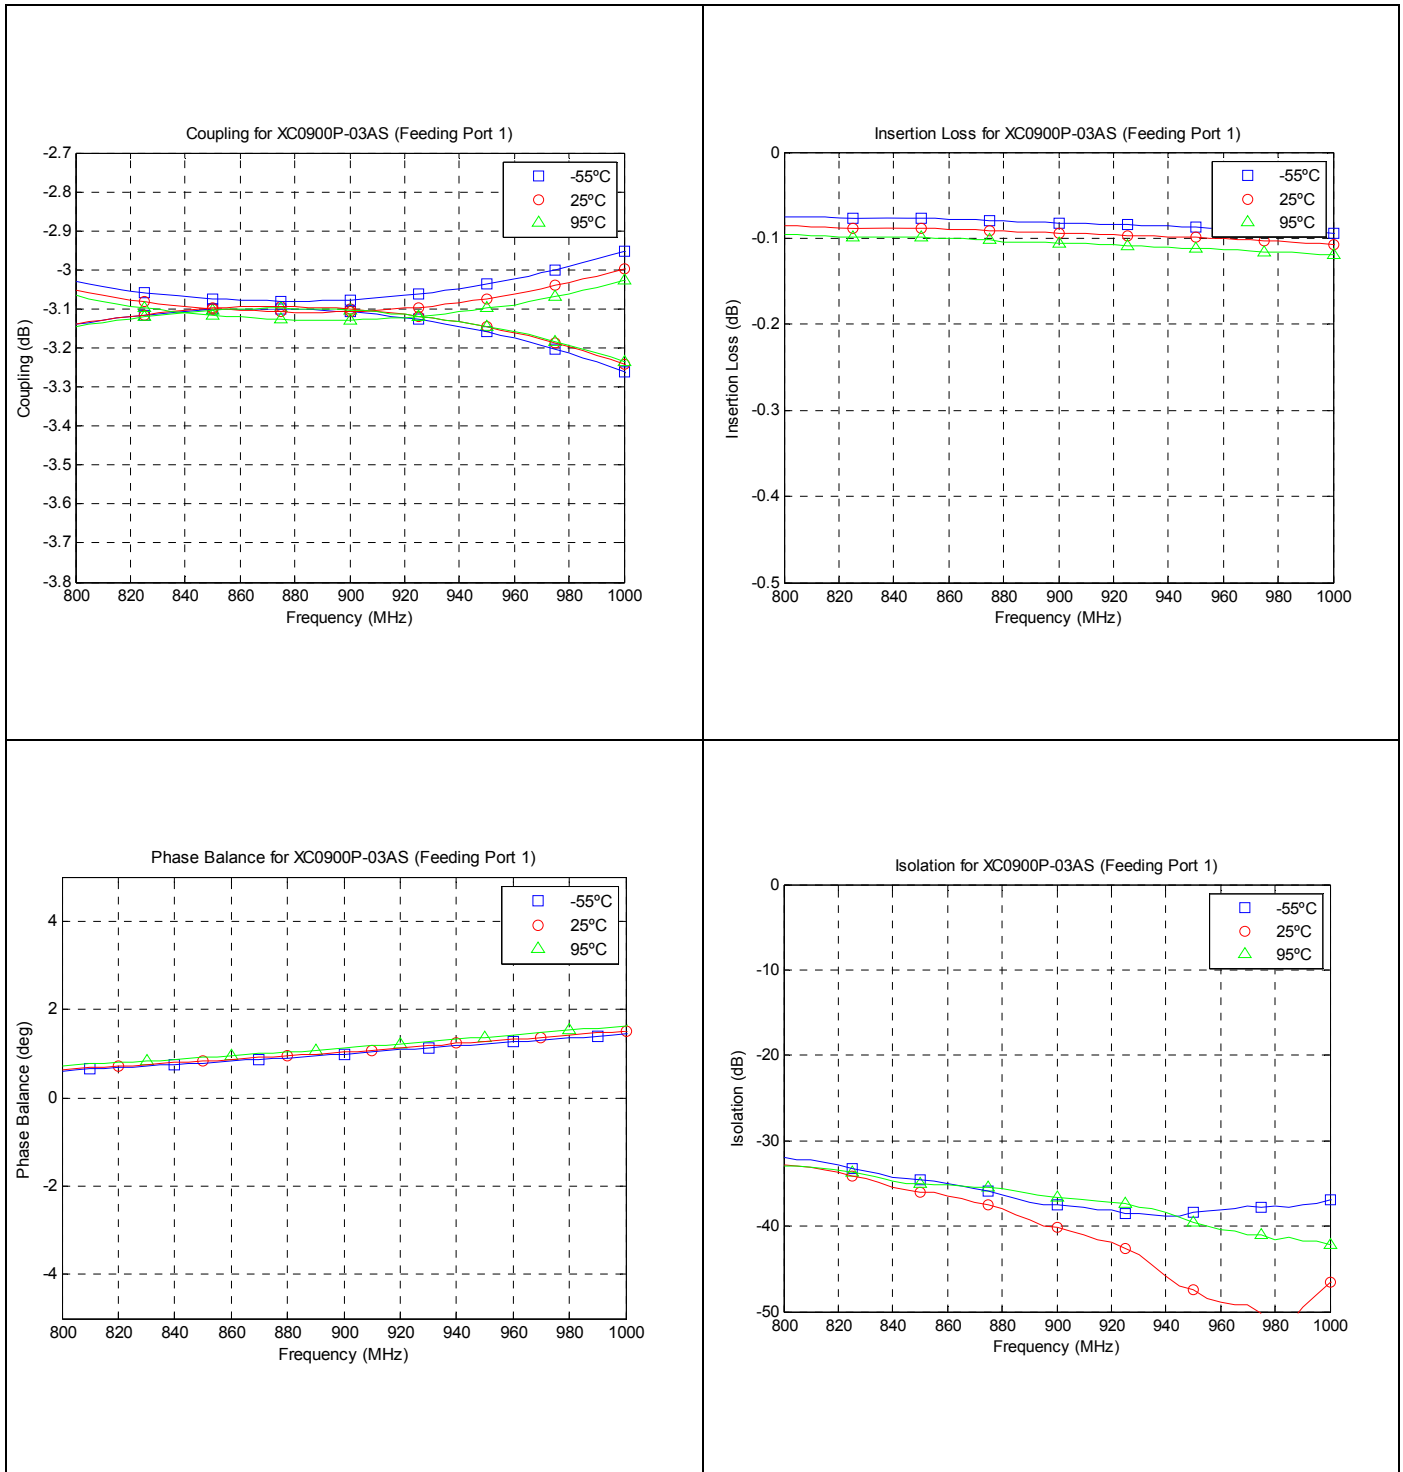 Coupling for XC0900P-03AS (Feeding Port 1)
-2.7
-2.8
-2.9
-3
-3.1
-3.2
-3.3
-3.4
-3.5
-3.6
-3.7
-3.8
Coupling (dB)
-55ºC
25ºC
95ºC
800 820 840 860 880 900 920 940 960 980 1000
Frequency (MHz)
Insertion Loss for XC0900P-03AS (Feeding Port 1)
0
-0.1
-0.2
-0.3
-0.4
-0.5
Insertion Loss (dB)
-55ºC
25ºC
95ºC
800 820 840 860 880 900 920 940 960 980 1000
Frequency (MHz)
Phase Balance for XC0900P-03AS (Feeding Port 1)
4
2
0
-2
-4
Phase Balance (deg)
-55ºC
25ºC
95ºC
800 820 840 860 880 900 920 940 960 980 1000
Frequency (MHz)
Isolation for XC0900P-03AS (Feeding Port 1)
0
-10
-20
-30
-40
-50
Isolation (dB)
-55ºC
25ºC
95ºC
800 820 840 860 880 900 920 940 960 980 1000
Frequency (MHz)